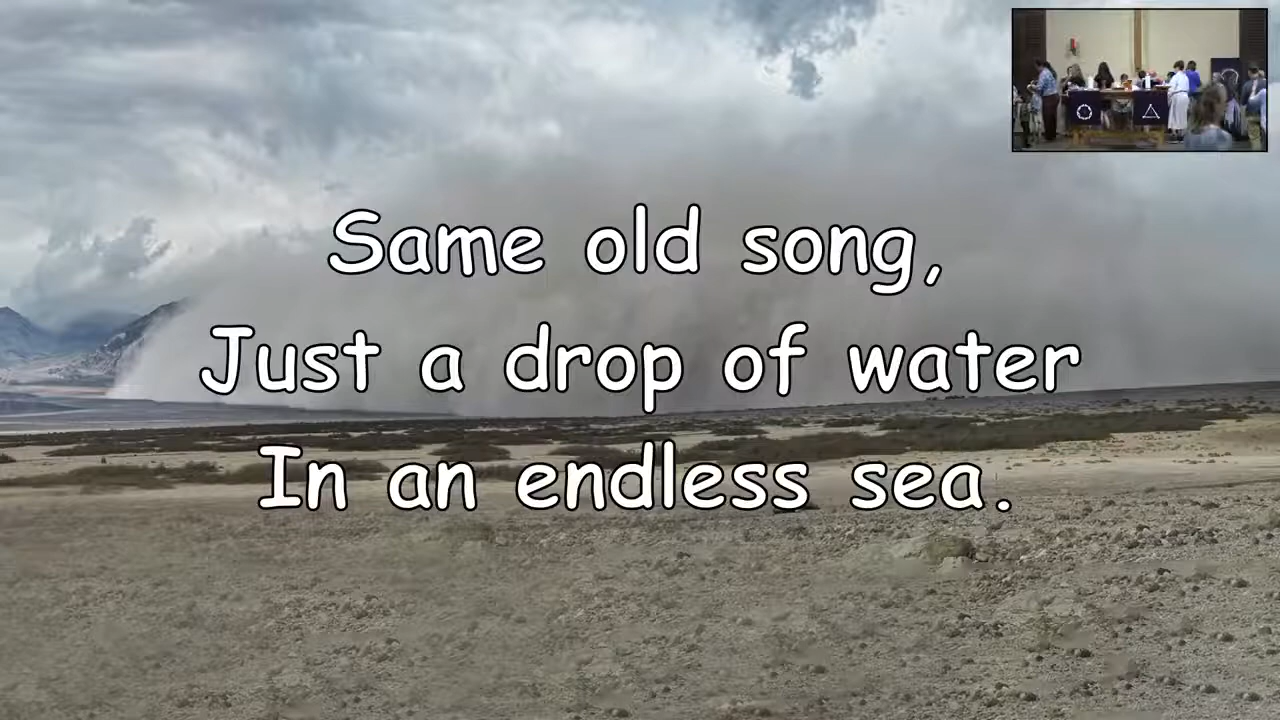 Same old song,
Just a drop of water
In an endless sea.